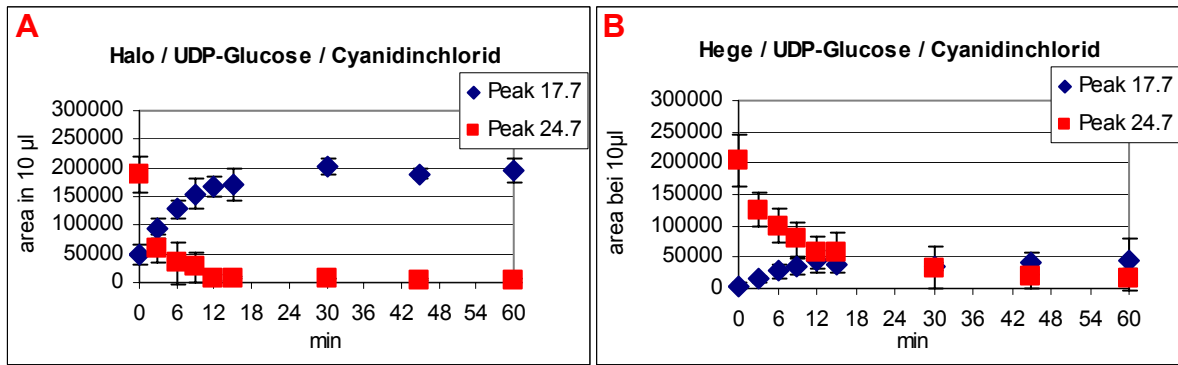 A
Halo / UDP-Glucose / Cyanidinchlorid
Peak 17.7
Peak 24.7
area in 10 µl
300000
250000
200000
150000
100000
50000
0
0 6 12 18 24 30 36 42 48 54 60
min
B
Hege / UDP-Glucose / Cyanidinchlorid
Peak 17.7
Peak 24.7
area bei 10µl
300000
250000
200000
150000
100000
50000
0
0 6 12 18 24 30 36 42 48 54 60
min